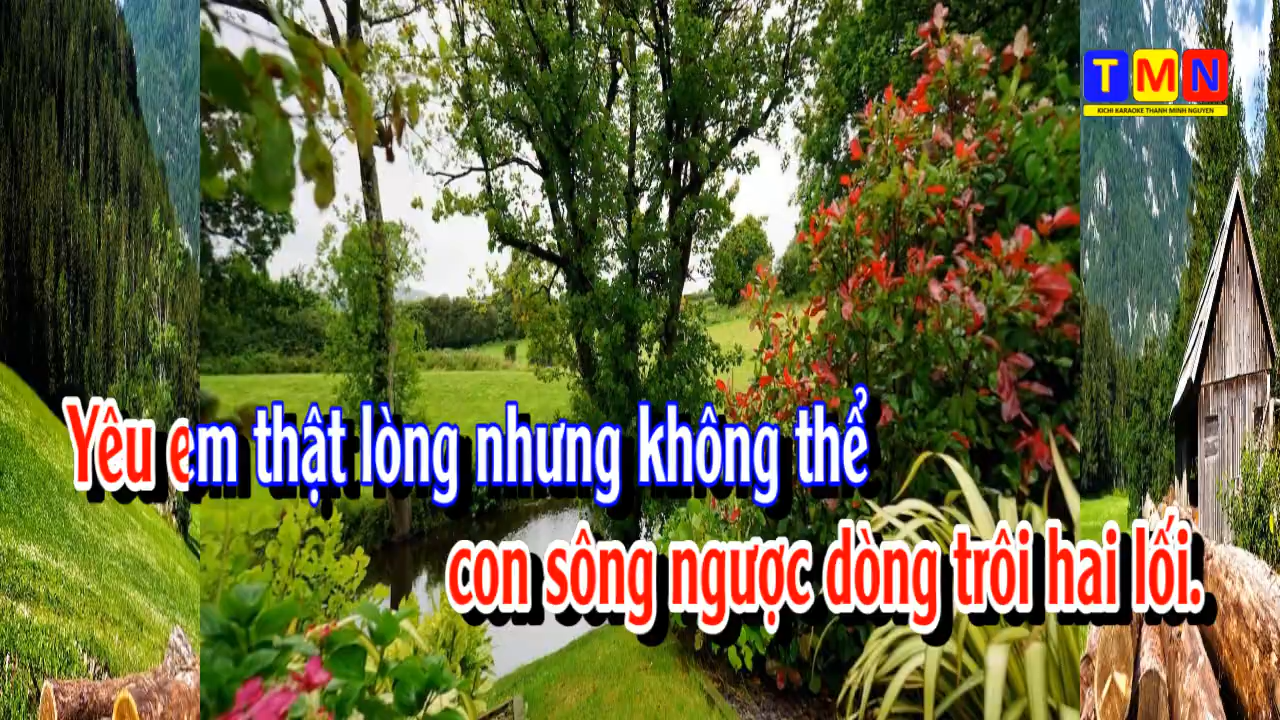 TMN
KICHI KARAOKE THANH MINH NGUYEN
Yêu em thật lòng nhưng không thể
con sông ngược dòng trôi hai lối.